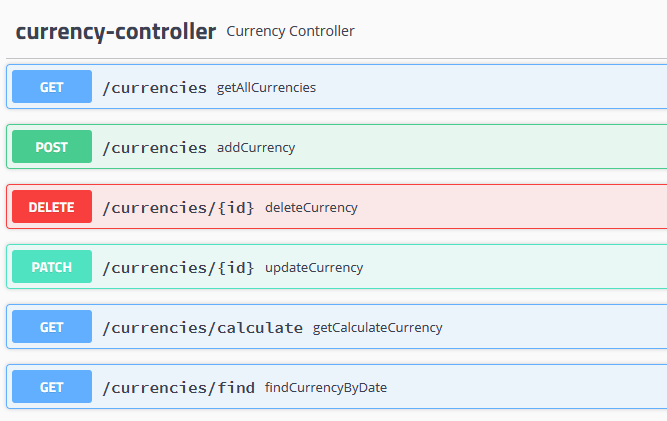 currency-controller Currency Controller
GET /currencies getAllCurrencies
POST /currencies addCurrency
DELETE /currencies/{id} deleteCurrency
PATCH /currencies/{id} updateCurrency
GET /currencies/calculate getCalculateCurrency
GET /currencies/find findCurrencyByDate